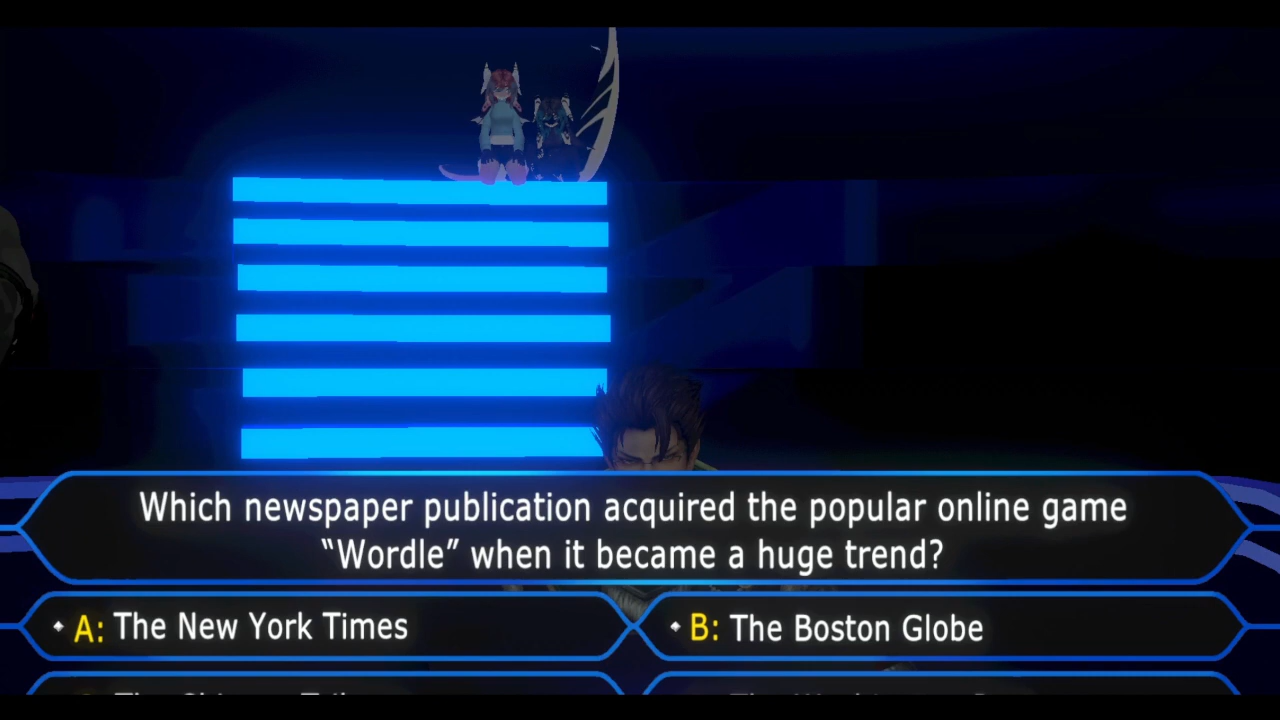 Which newspaper publication acquired the popular online game
“Wordle” when it became a huge trend?
A: The New York Times
B: The Boston Globe